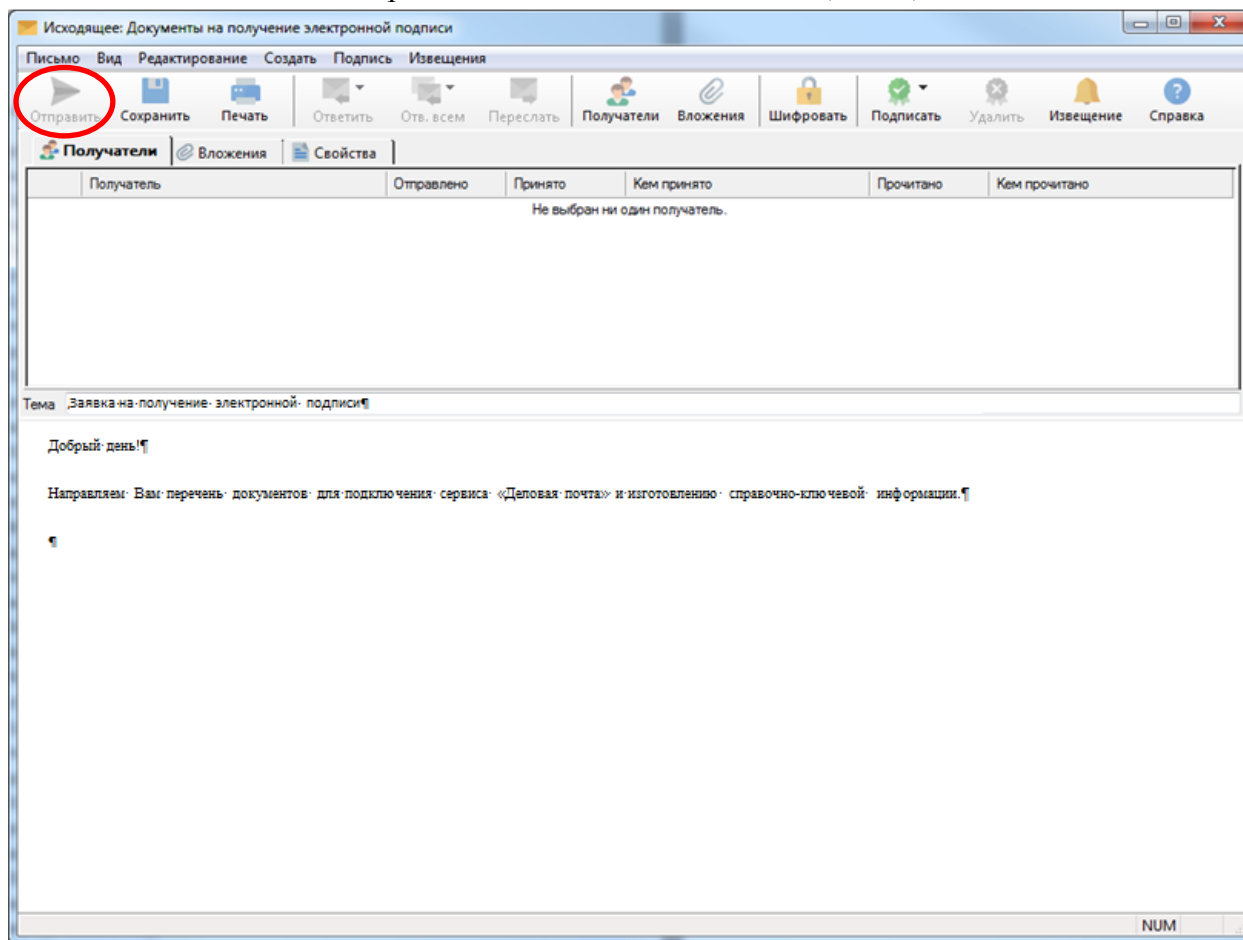 Исходящее: Документы на получение электронной подписи
Письмо Вид Редактирование Создать Подпись Извещения
Отправить Сохранить Печать Ответить Отв. всем Переслать Получатели Вложения Шифровать Подписать Удалить Извещение Справка
Получатели Вложения Свойства
Получатель Отправлено Принято Кем принято Прочитано Кем прочитано
Не выбран ни один получатель.
Тема Заявка·на·получение·электронной·подписи¶
Добрый·день!¶
Направляем·Вам·перечень·документов·для·подключения·сервиса·«Деловая·почта»·и·изготовлению·справочно-ключевой·информации.¶
¶
NUM